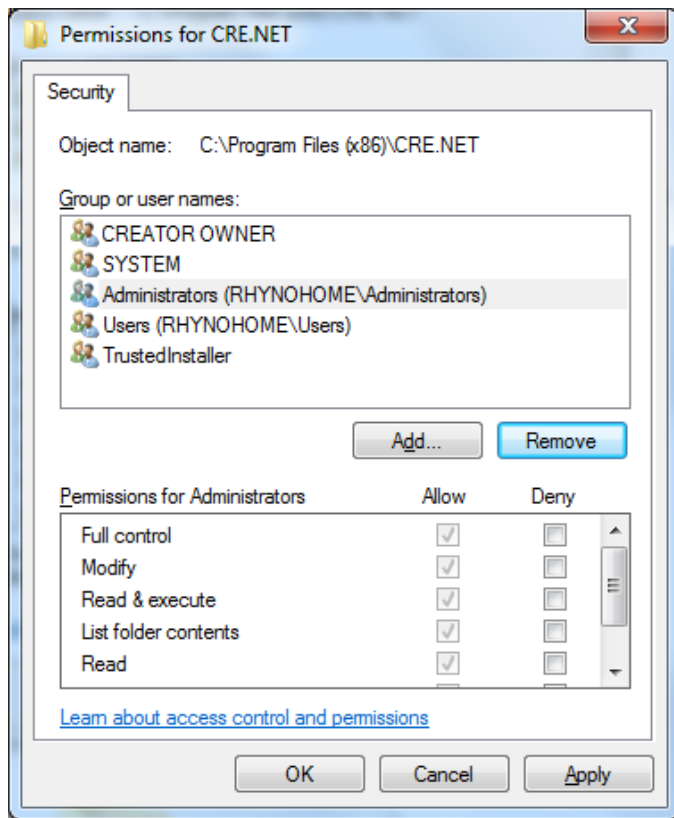 Permissions for CRE.NET
Security
Object name: C:\Program Files (x86)\CRE.NET
Group or user names:
CREATOR OWNER
SYSTEM
Administrators (RHYNOHOME\Administrators)
Users (RHYNOHOME\Users)
TrustedInstaller
Add... Remove
Permissions for Administrators Allow Deny
Full control
Modify
Read & execute
List folder contents
Read
Learn about access control and permissions
OK Cancel Apply